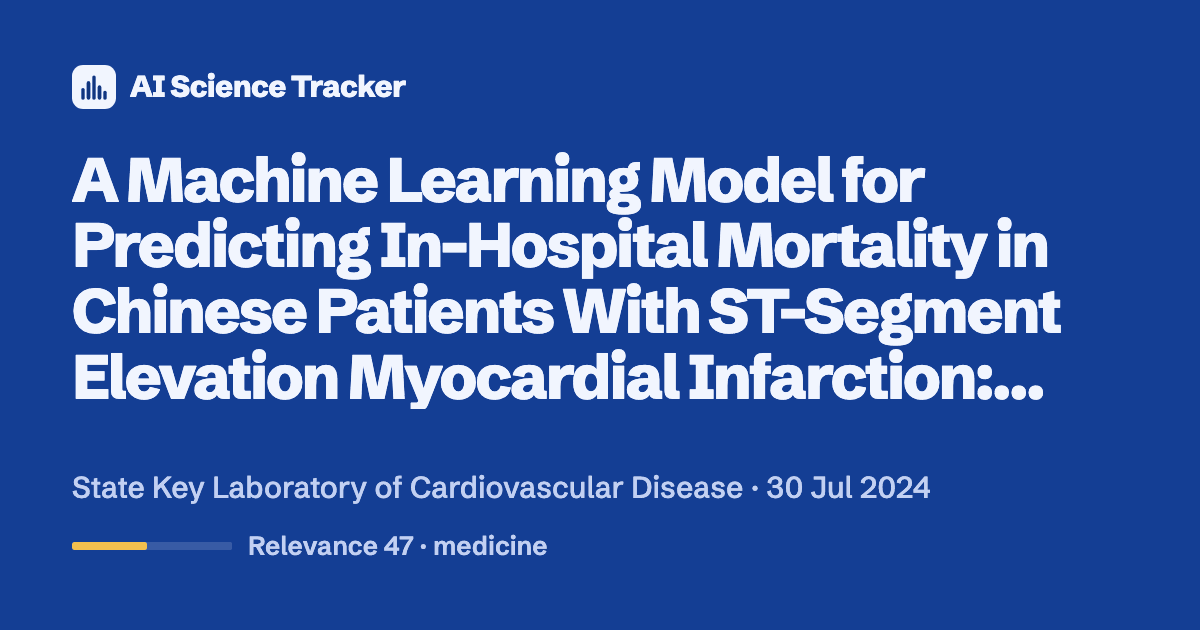 AI Science Tracker
A Machine Learning Model for
Predicting In-Hospital Mortality in
Chinese Patients With ST-Segment
Elevation Myocardial Infarction:...
State Key Laboratory of Cardiovascular Disease · 30 Jul 2024
Relevance 47 · medicine